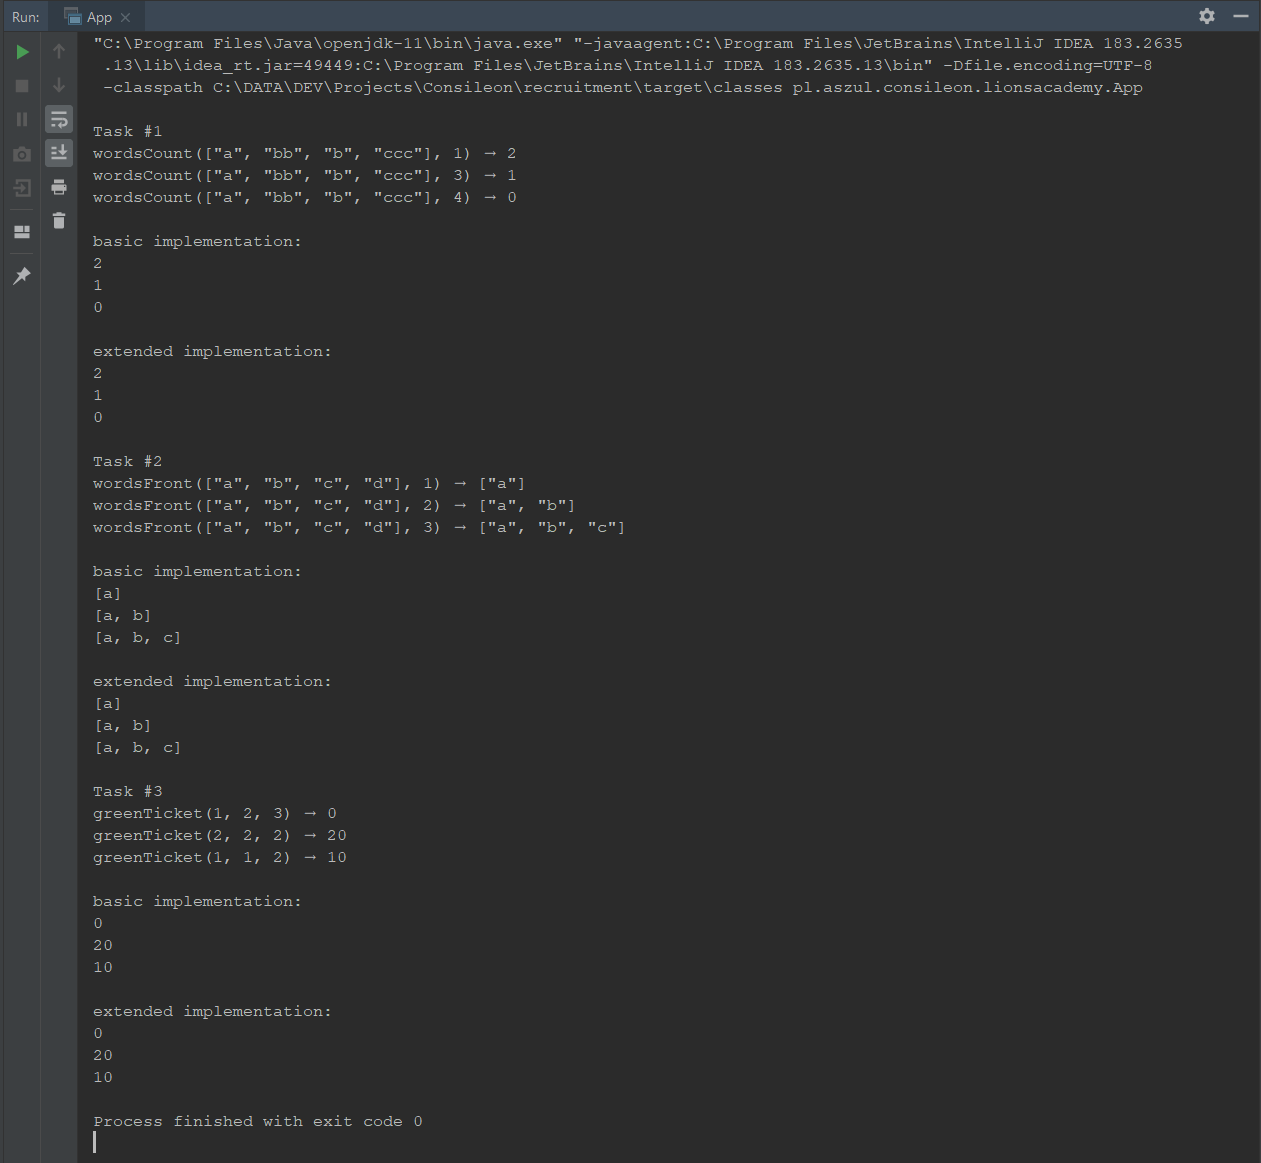 Run: App
"C:\Program Files\Java\openjdk-11\bin\java.exe" "-javaagent:C:\Program Files\JetBrains\IntelliJ IDEA 183.2635
.13\lib\idea_rt.jar=49449:C:\Program Files\JetBrains\IntelliJ IDEA 183.2635.13\bin" -Dfile.encoding=UTF-8
-classpath C:\DATA\DEV\Projects\Consileon\recruitment\target\classes pl.aszul.consileon.lionsacademy.App
Task #1
wordsCount(["a", "bb", "b", "ccc"], 1) → 2
wordsCount(["a", "bb", "b", "ccc"], 3) → 1
wordsCount(["a", "bb", "b", "ccc"], 4) → 0
basic implementation:
2
1
0
extended implementation:
2
1
0
Task #2
wordsFront(["a", "b", "c", "d"], 1) → ["a"]
wordsFront(["a", "b", "c", "d"], 2) → ["a", "b"]
wordsFront(["a", "b", "c", "d"], 3) → ["a", "b", "c"]
basic implementation:
[a]
[a, b]
[a, b, c]
extended implementation:
[a]
[a, b]
[a, b, c]
Task #3
greenTicket(1, 2, 3) → 0
greenTicket(2, 2, 2) → 20
greenTicket(1, 1, 2) → 10
basic implementation:
0
20
10
extended implementation:
0
20
10
Process finished with exit code 0